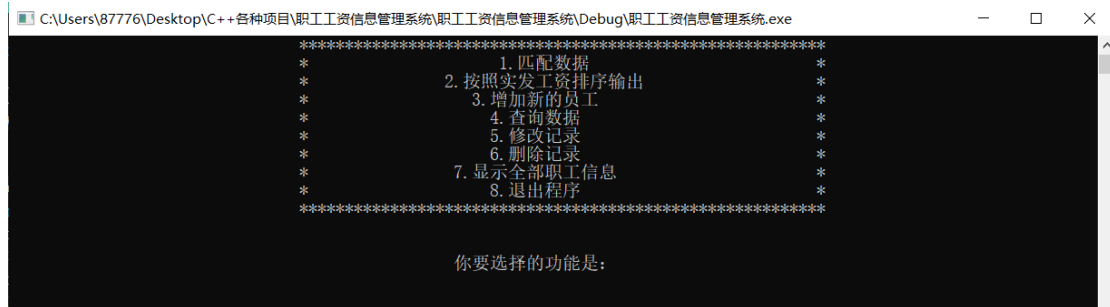 C:\Users\87776\Desktop\C++各种项目\职工工资信息管理系统\职工工资信息管理系统\Debug\职工工资信息管理系统.exe
**********************************************************
* 1.匹配数据 *
* 2.按照实发工资排序输出 *
* 3.增加新的员工 *
* 4.查询数据 *
* 5.修改记录 *
* 6.删除记录 *
* 7.显示全部职工信息 *
* 8.退出程序 *
**********************************************************
你要选择的功能是: